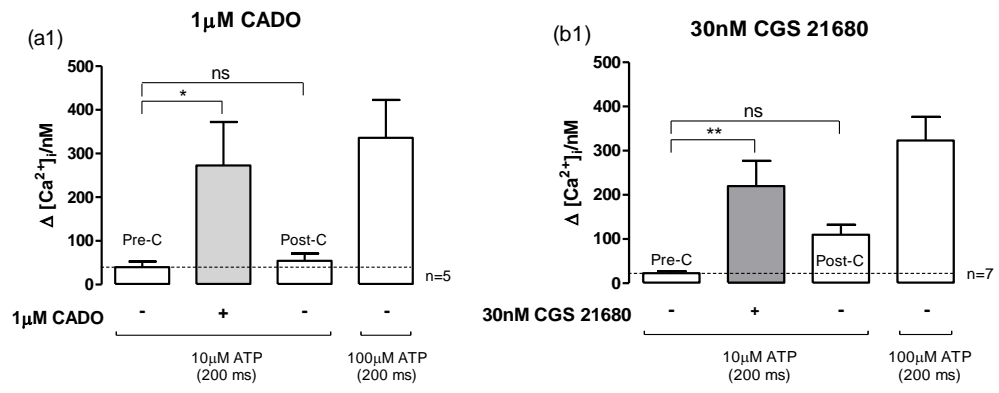 1μM CADO
(a1)
500
400
300
200
100
0
Δ [Ca²⁺]ᵢ/nM
ns
*
Pre-C
Post-C
n=5
1μM CADO
-
+
-
-
10μM ATP
(200 ms)
100μM ATP
(200 ms)
30nM CGS 21680
(b1)
500
400
300
200
100
0
Δ [Ca²⁺]ᵢ/nM
ns
**
Pre-C
Post-C
n=7
30nM CGS 21680
-
+
-
-
10μM ATP
(200 ms)
100μM ATP
(200 ms)